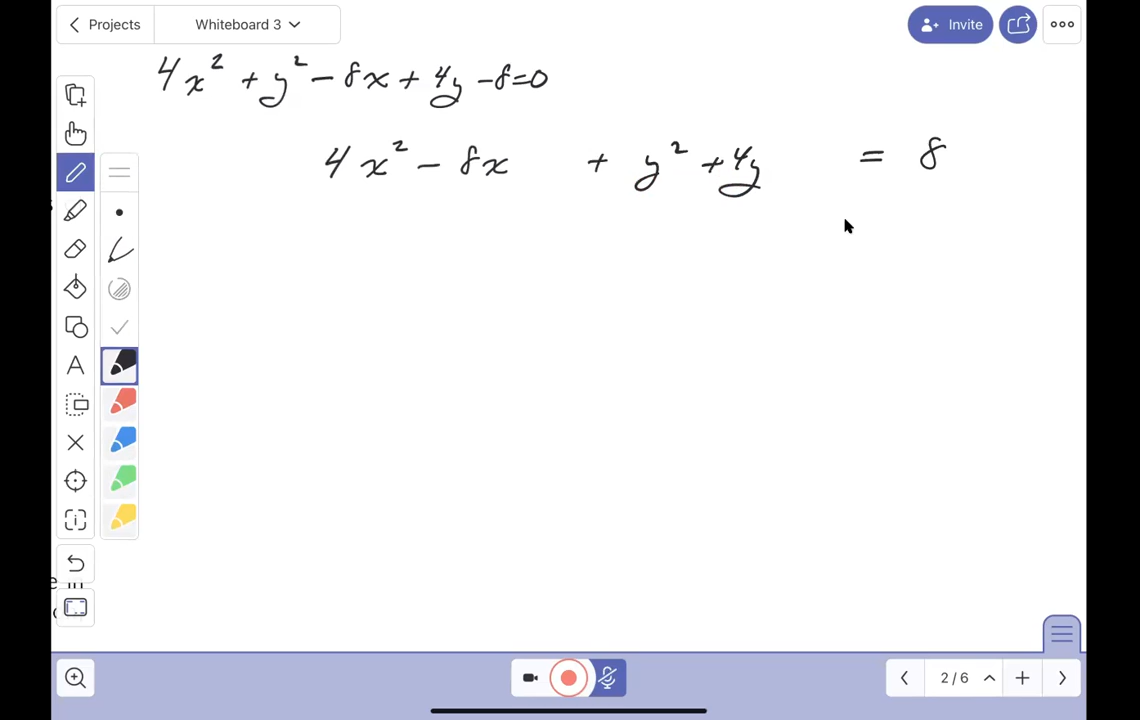 Projects
Whiteboard 3
Invite
4x² + y² - 8x + 4y - 8 = 0
4x² - 8x + y² + 4y = 8
A
2 / 6